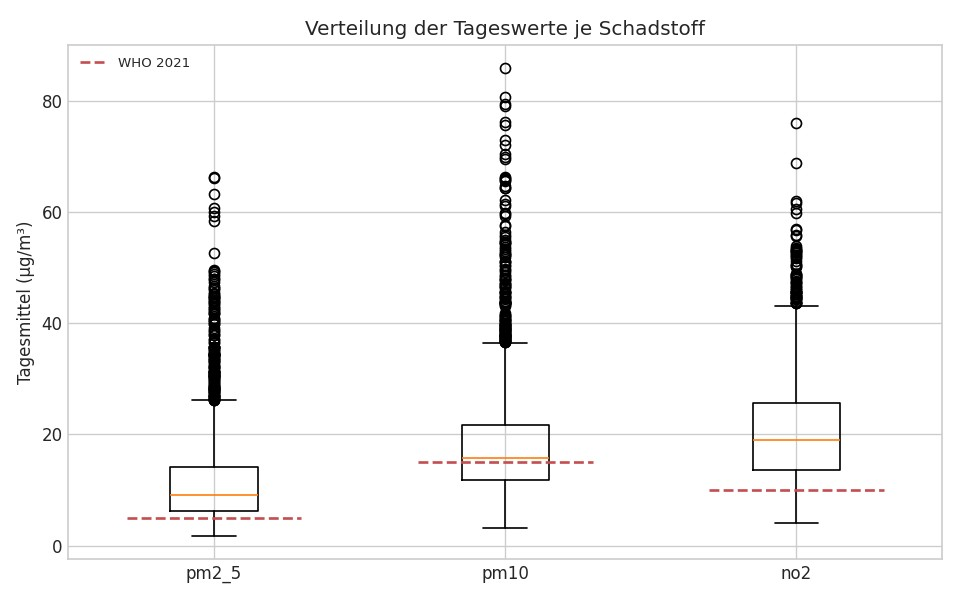 Verteilung der Tageswerte je Schadstoff
WHO 2021
Tagesmittel (µg/m³)
80
60
40
20
0
pm2_5
pm10
no2